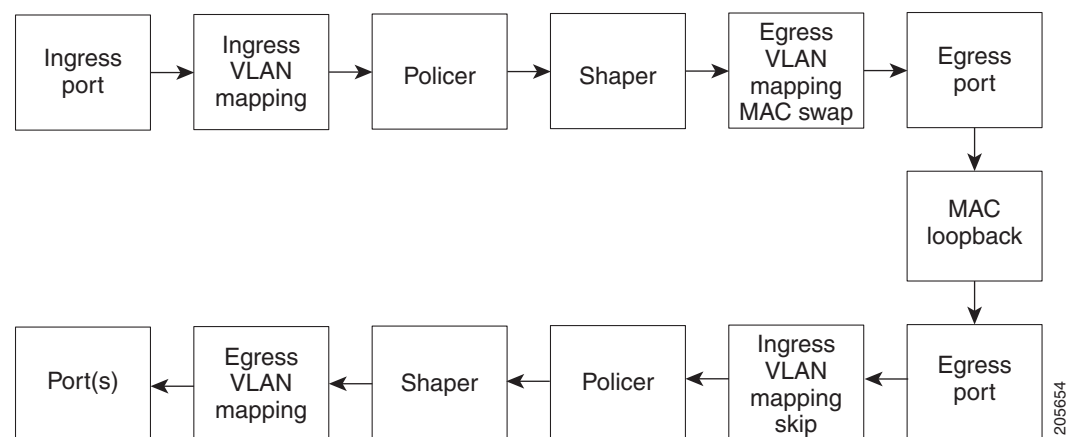 Ingress
port
Ingress
VLAN
mapping
Policer
Shaper
Egress
VLAN
mapping
MAC swap
Egress
port
MAC
loopback
Port(s)
Egress
VLAN
mapping
Shaper
Policer
Ingress
VLAN
mapping
skip
Egress
port
205654